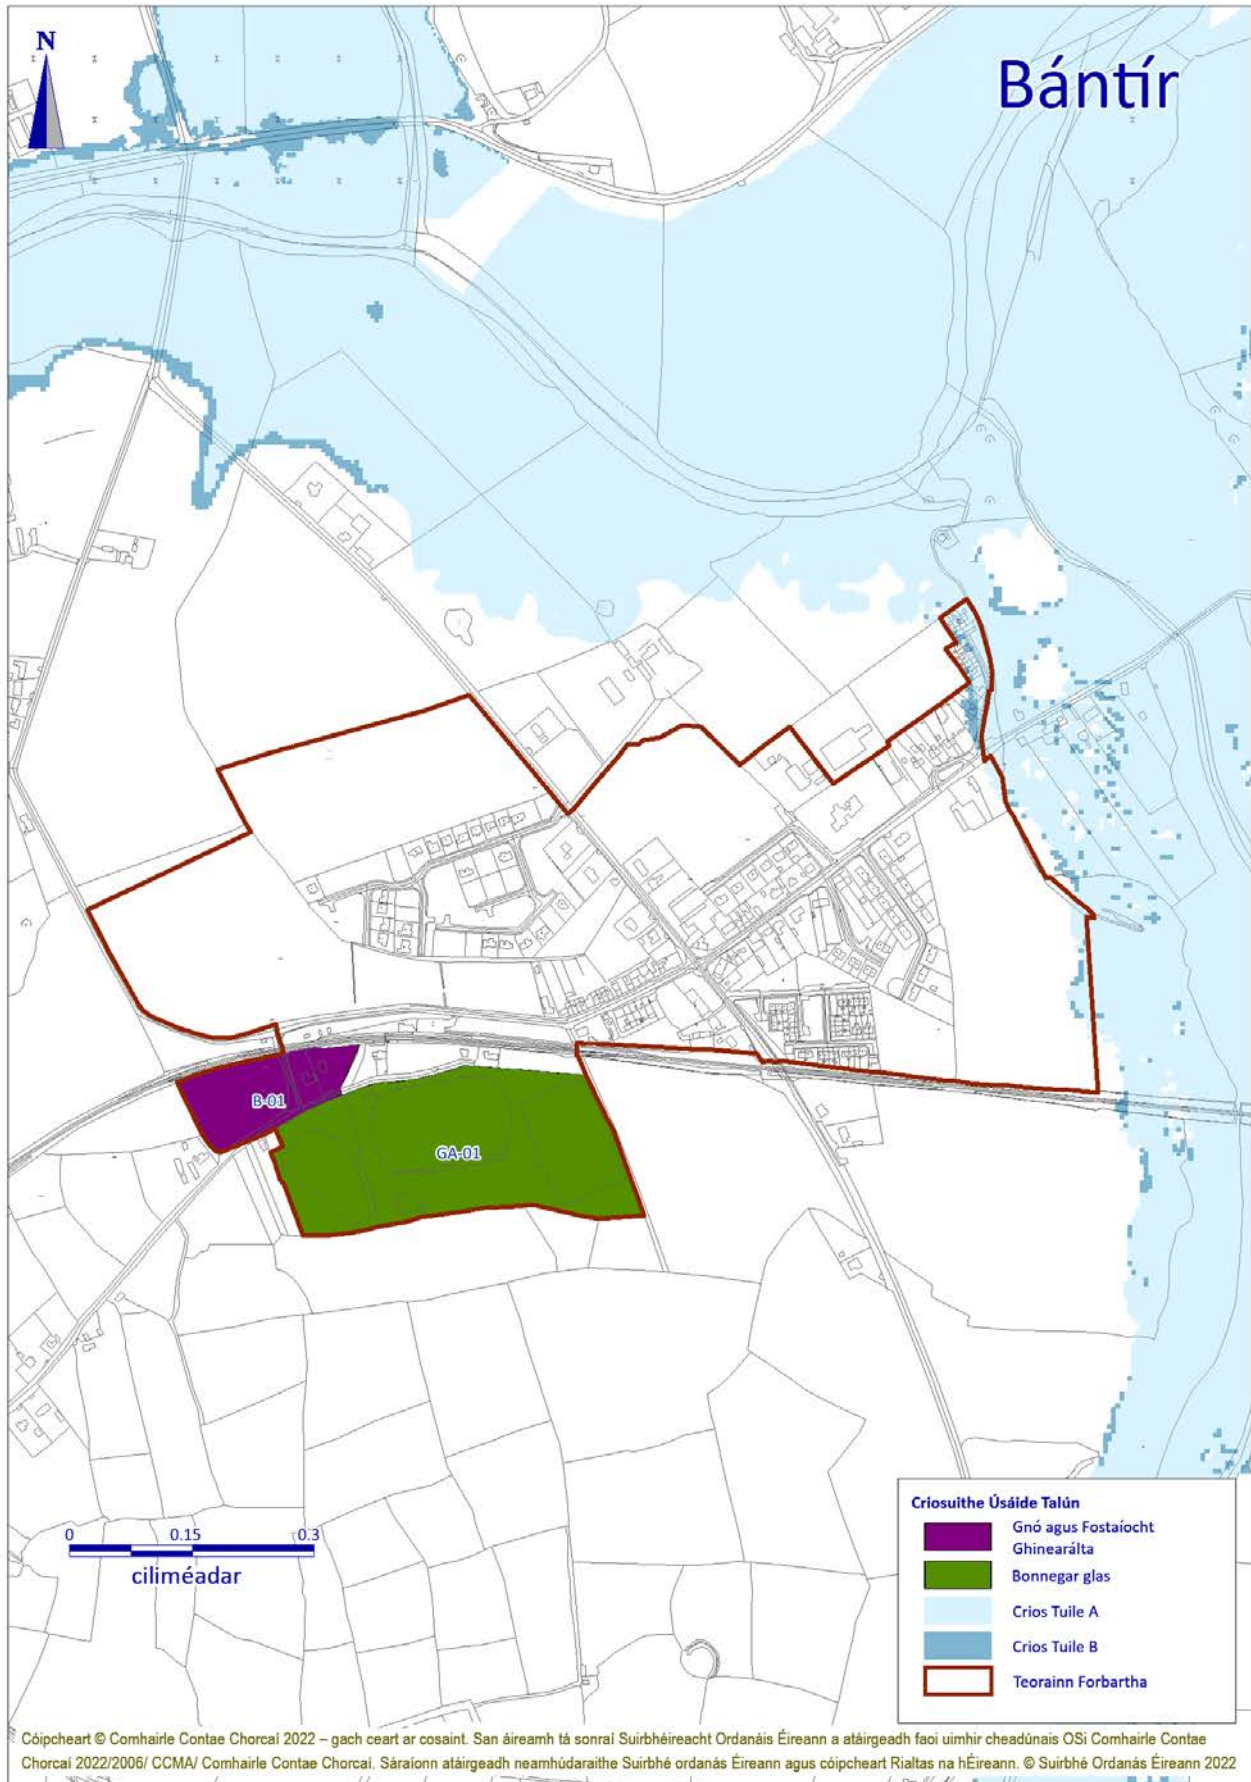 N
Bántír
B-01
GA-01
0 0.15 0.3
ciliméadar
Criosuithe Úsáide Talún
Gnó agus Fostaíocht
Ghinearálta
Bonnegar glas
Crios Tuile A
Crios Tuile B
Teorainn Forbartha
Cóipcheart © Comhairle Contae Chorcaí 2022 – gach ceart ar cosaint. San áireamh tá sonraí Suirbhéireacht Ordanáis Éireann a atáirgeadh faoi uimhir cheadúnais OSi Comhairle Contae
Chorcaí 2022/2006/ CCMA/ Comhairle Contae Chorcaí. Sáraíonn atáirgeadh neamhúdaraithe Suirbhé ordanás Éireann agus cóipceart Rialtas na hÉireann. © Suirbhé Ordanás Éireann 2022